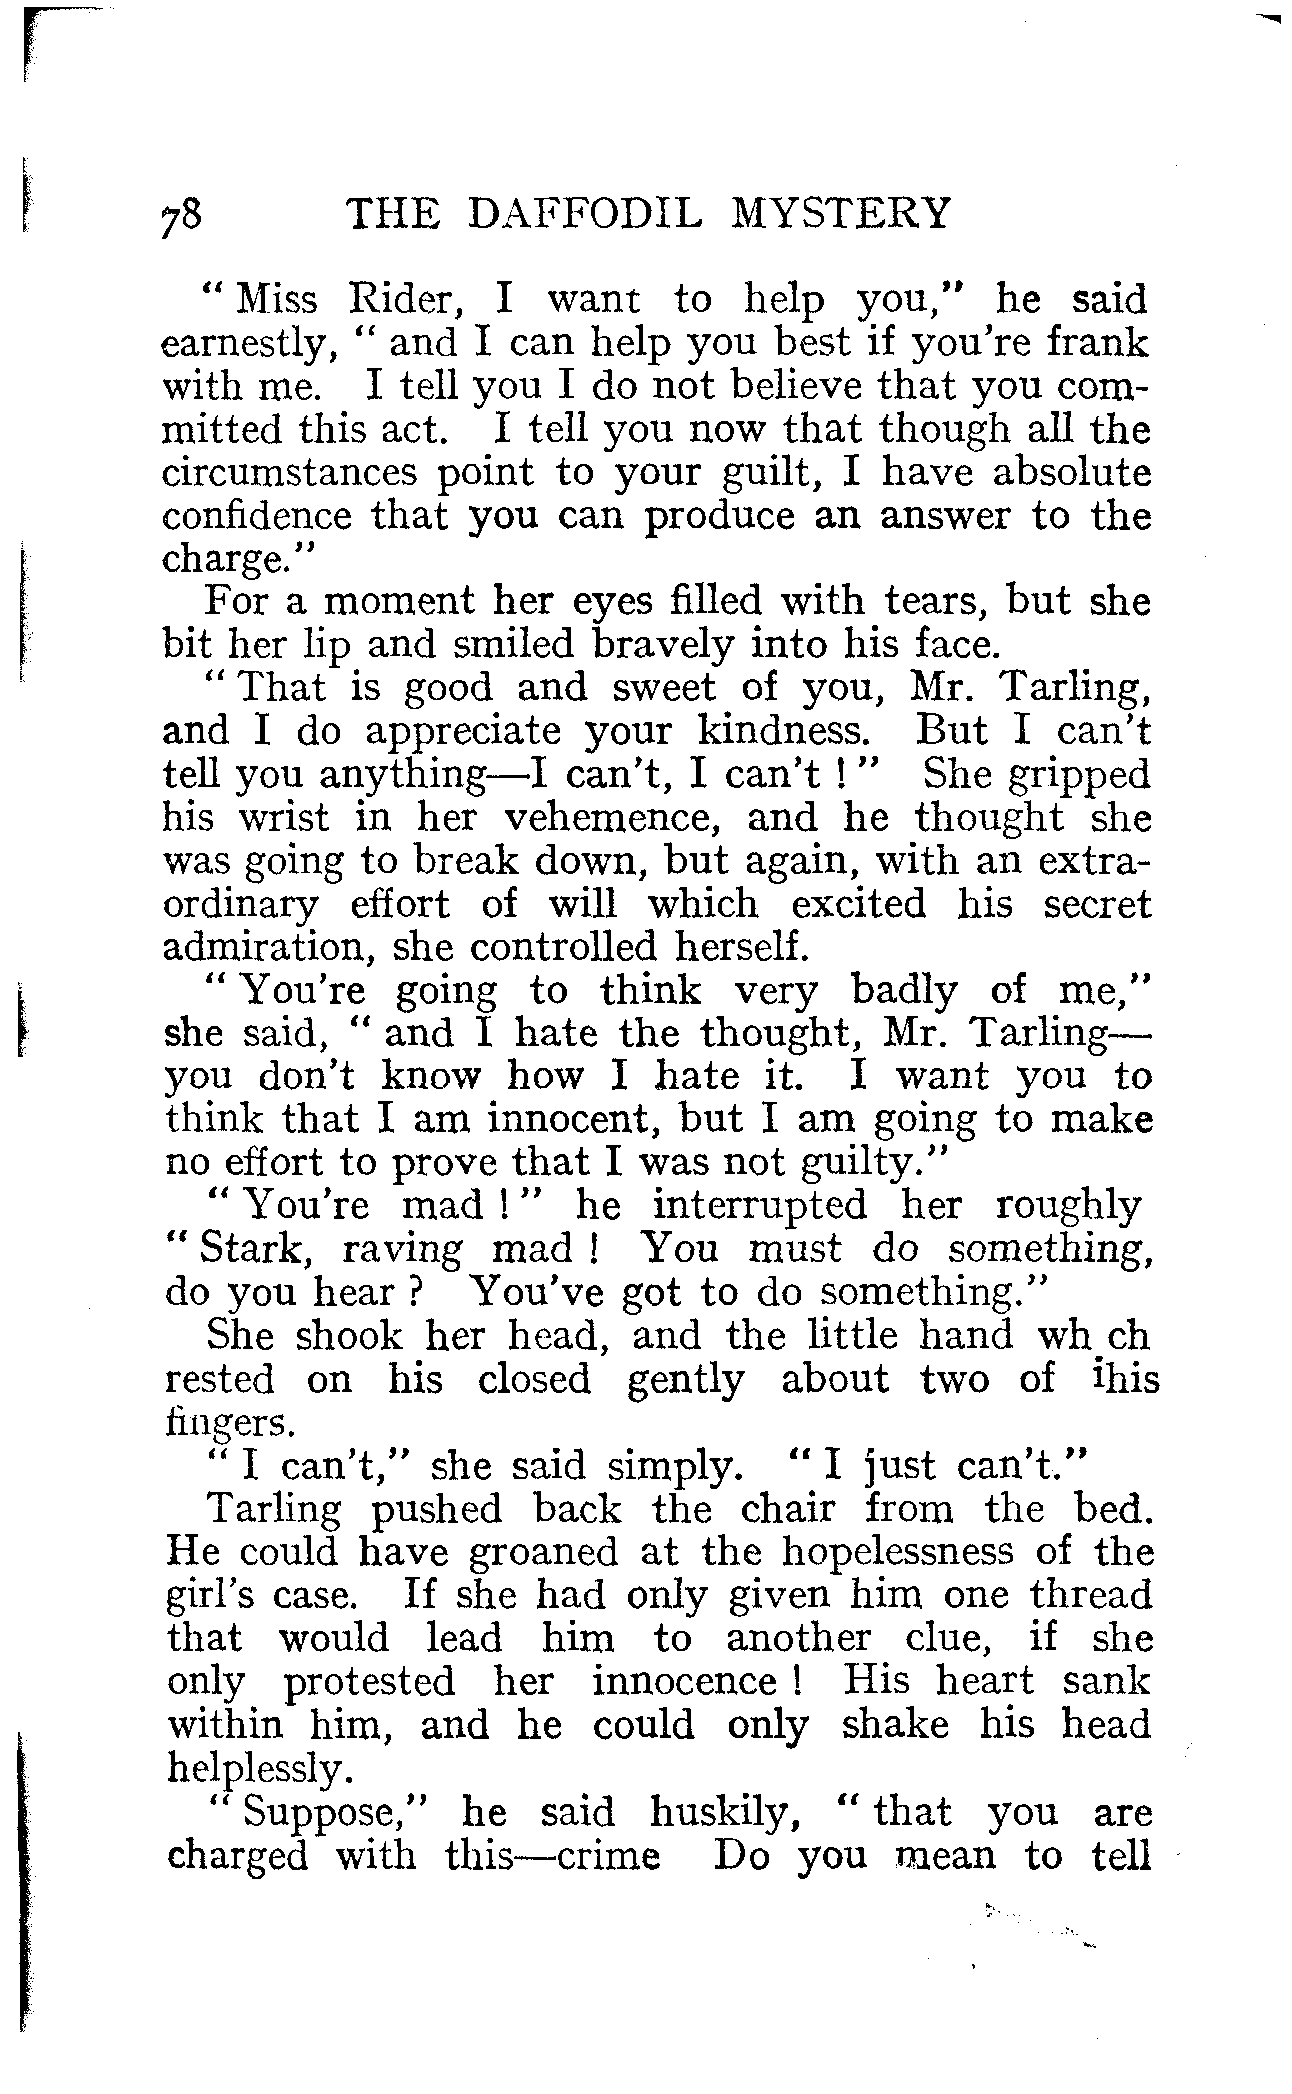 78 THE DAFFODIL MYSTERY
" Miss Rider, I want to help you," he said
earnestly, " and I can help you best if you're frank
with me. I tell you I do not believe that you com-
mitted this act. I tell you now that though all the
circumstances point to your guilt, I have absolute
confidence that you can produce an answer to the
charge."
For a moment her eyes filled with tears, but she
bit her lip and smiled bravely into his face.
" That is good and sweet of you, Mr. Tarling,
and I do appreciate your kindness. But I can't
tell you anything—I can't, I can't ! " She gripped
his wrist in her vehemence, and he thought she
was going to break down, but again, with an extra-
ordinary effort of will which excited his secret
admiration, she controlled herself.
" You're going to think very badly of me,"
she said, " and I hate the thought, Mr. Tarling—
you don't know how I hate it. I want you to
think that I am innocent, but I am going to make
no effort to prove that I was not guilty."
" You're mad ! " he interrupted her roughly
" Stark, raving mad ! You must do something,
do you hear ? You've got to do something."
She shook her head, and the little hand wh ch
rested on his closed gently about two of ihis
fingers.
" I can't," she said simply. " I just can't."
Tarling pushed back the chair from the bed.
He could have groaned at the hopelessness of the
girl's case. If she had only given him one thread
that would lead him to another clue, if she
only protested her innocence ! His heart sank
within him, and he could only shake his head
helplessly.
" Suppose," he said huskily, " that you are
charged with this—crime Do you mean to tell